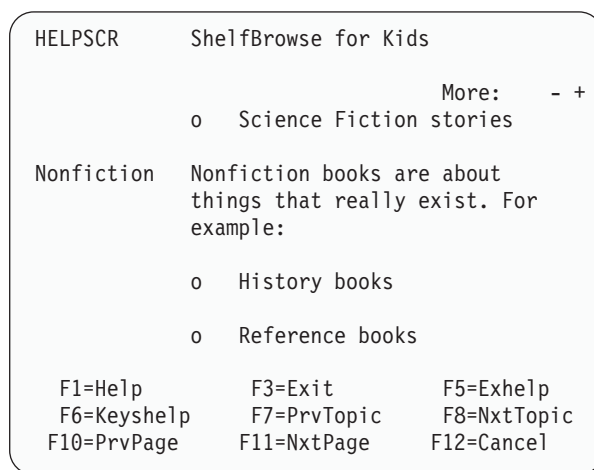 HELPSCR ShelfBrowse for Kids
More: - +
o Science Fiction stories
Nonfiction Nonfiction books are about
things that really exist. For
example:
o History books
o Reference books
F1=Help F3=Exit F5=Exhelp
F6=Keyshelp F7=PrvTopic F8=NxtTopic
F10=PrvPage F11=NxtPage F12=Cancel